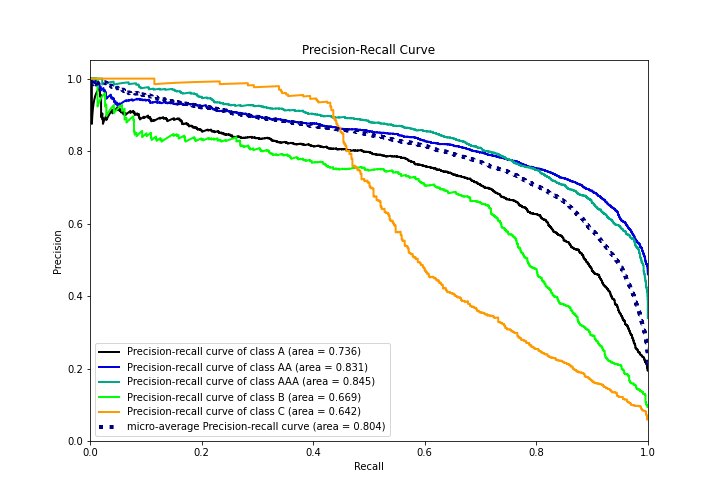 Precision-Recall Curve
1.0
0.8
0.6
0.4
0.2
0.0
Precision
Precision-recall curve of class A (area = 0.736)
Precision-recall curve of class AA (area = 0.831)
Precision-recall curve of class AAA (area = 0.845)
Precision-recall curve of class B (area = 0.669)
Precision-recall curve of class C (area = 0.642)
micro-average Precision-recall curve (area = 0.804)
0.0 0.2 0.4 0.6 0.8 1.0
Recall